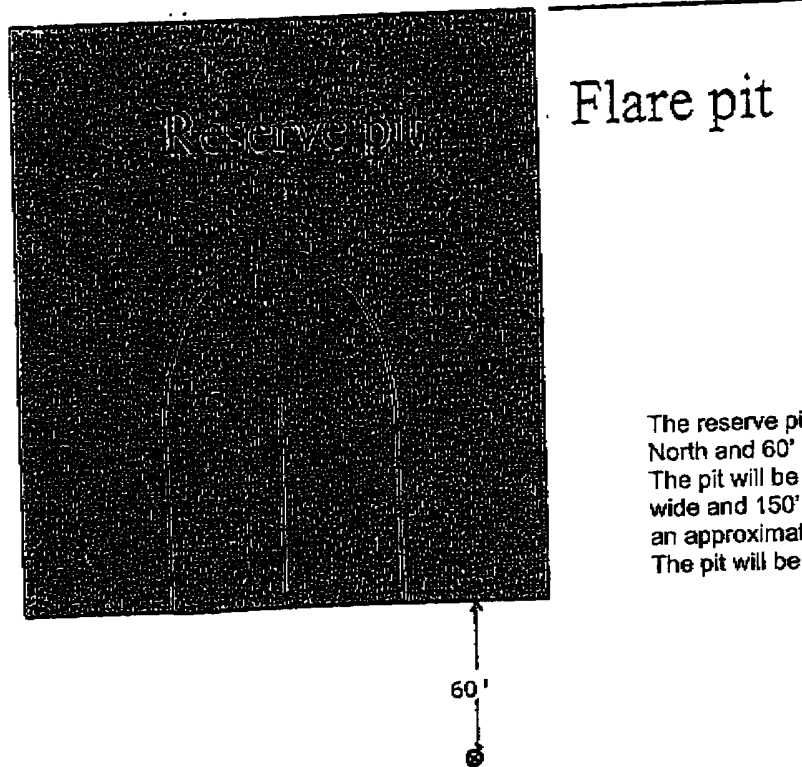 Reserve pit
Flare pit
The reserve pi
North and 60'
The pit will be
wide and 150'
an approximat
The pit will be
60'